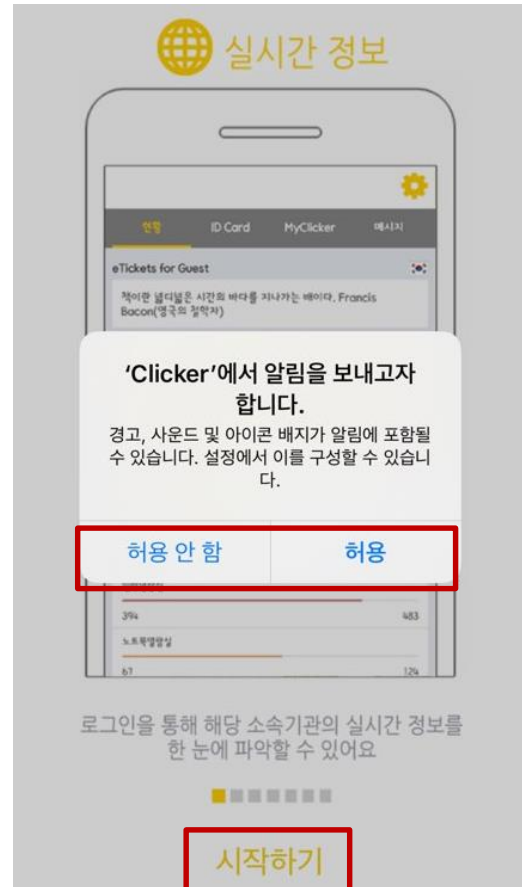 실시간 정보
현황 ID Card MyClicker 메시지
eTickets for Guest
책이란 넓디넓은 시간의 바다를 지나가는 배이다. Francis
Bacon(영국의 철학자)
‘Clicker’에서 알림을 보내고자
합니다.
경고, 사운드 및 아이콘 배지가 알림에 포함될
수 있습니다. 설정에서 이를 구성할 수 있습니
다.
허용 안 함 허용
394 483
노트북열람실
67 124
로그인을 통해 해당 소속기관의 실시간 정보를
한 눈에 파악할 수 있어요
시작하기